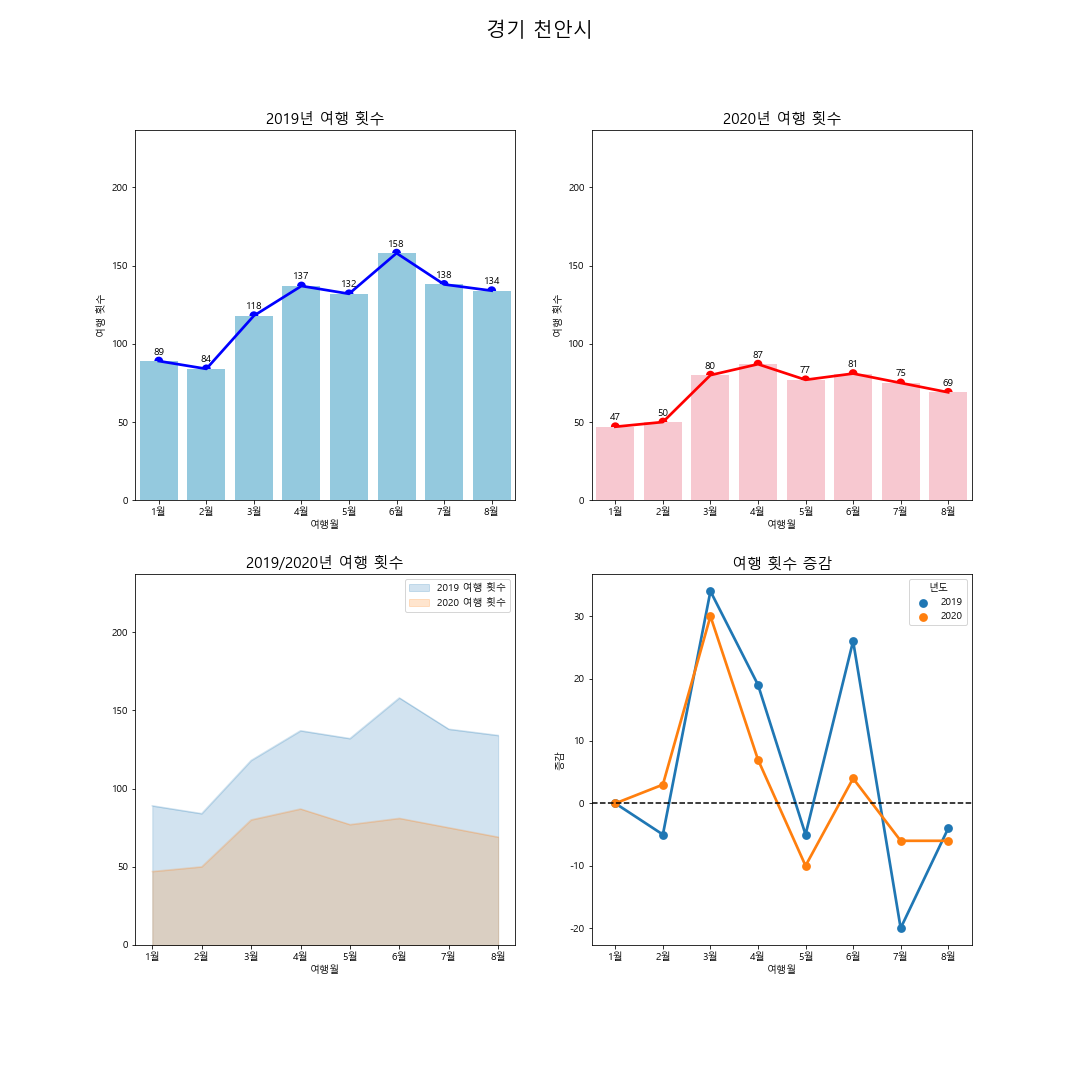 경기 천안시
2019년 여행 횟수
여행 횟수
200
150
100
50
0
89
84
118
137
132
158
138
134
1월 2월 3월 4월 5월 6월 7월 8월
여행월
2020년 여행 횟수
여행 횟수
200
150
100
50
0
47
50
80
87
77
81
75
69
1월 2월 3월 4월 5월 6월 7월 8월
여행월
2019/2020년 여행 횟수
2019 여행 횟수
2020 여행 횟수
200
150
100
50
0
1월 2월 3월 4월 5월 6월 7월 8월
여행월
여행 횟수 증감
년도
2019
2020
증감
30
20
10
0
-10
-20
1월 2월 3월 4월 5월 6월 7월 8월
여행월